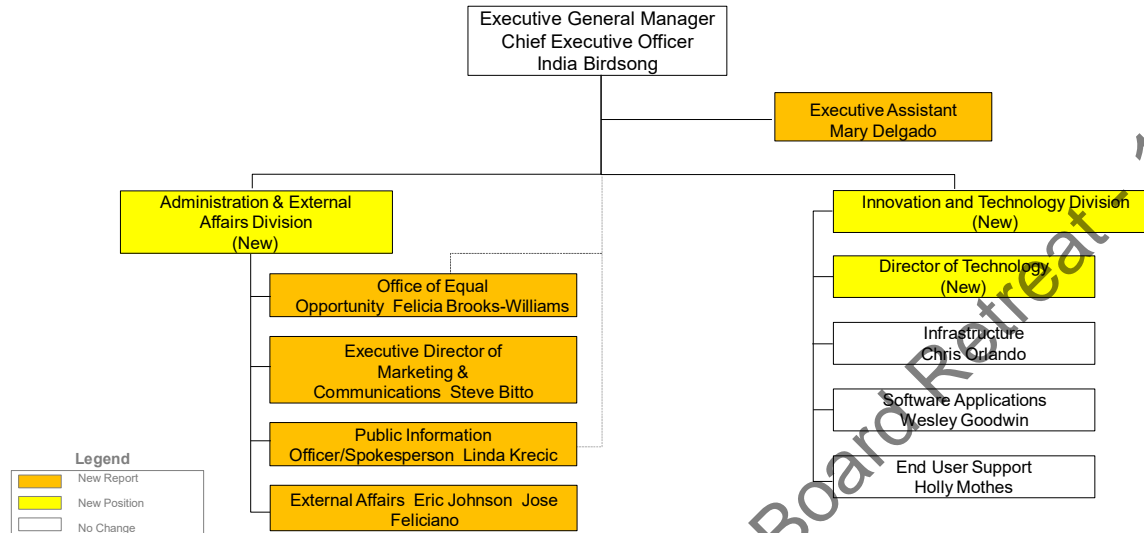 Executive General Manager
Chief Executive Officer
India Birdsong
Executive Assistant
Mary Delgado
Administration & External
Affairs Division
(New)
Office of Equal
Opportunity Felicia Brooks-Williams
Executive Director of
Marketing &
Communications Steve Bitto
Public Information
Officer/Spokesperson Linda Krecic
External Affairs Eric Johnson Jose
Feliciano
Innovation and Technology Division
(New)
Director of Technology
(New)
Infrastructure
Chris Orlando
Software Applications
Wesley Goodwin
End User Support
Holly Mothes
Legend
New Report
New Position
No Change
Board Retreat -